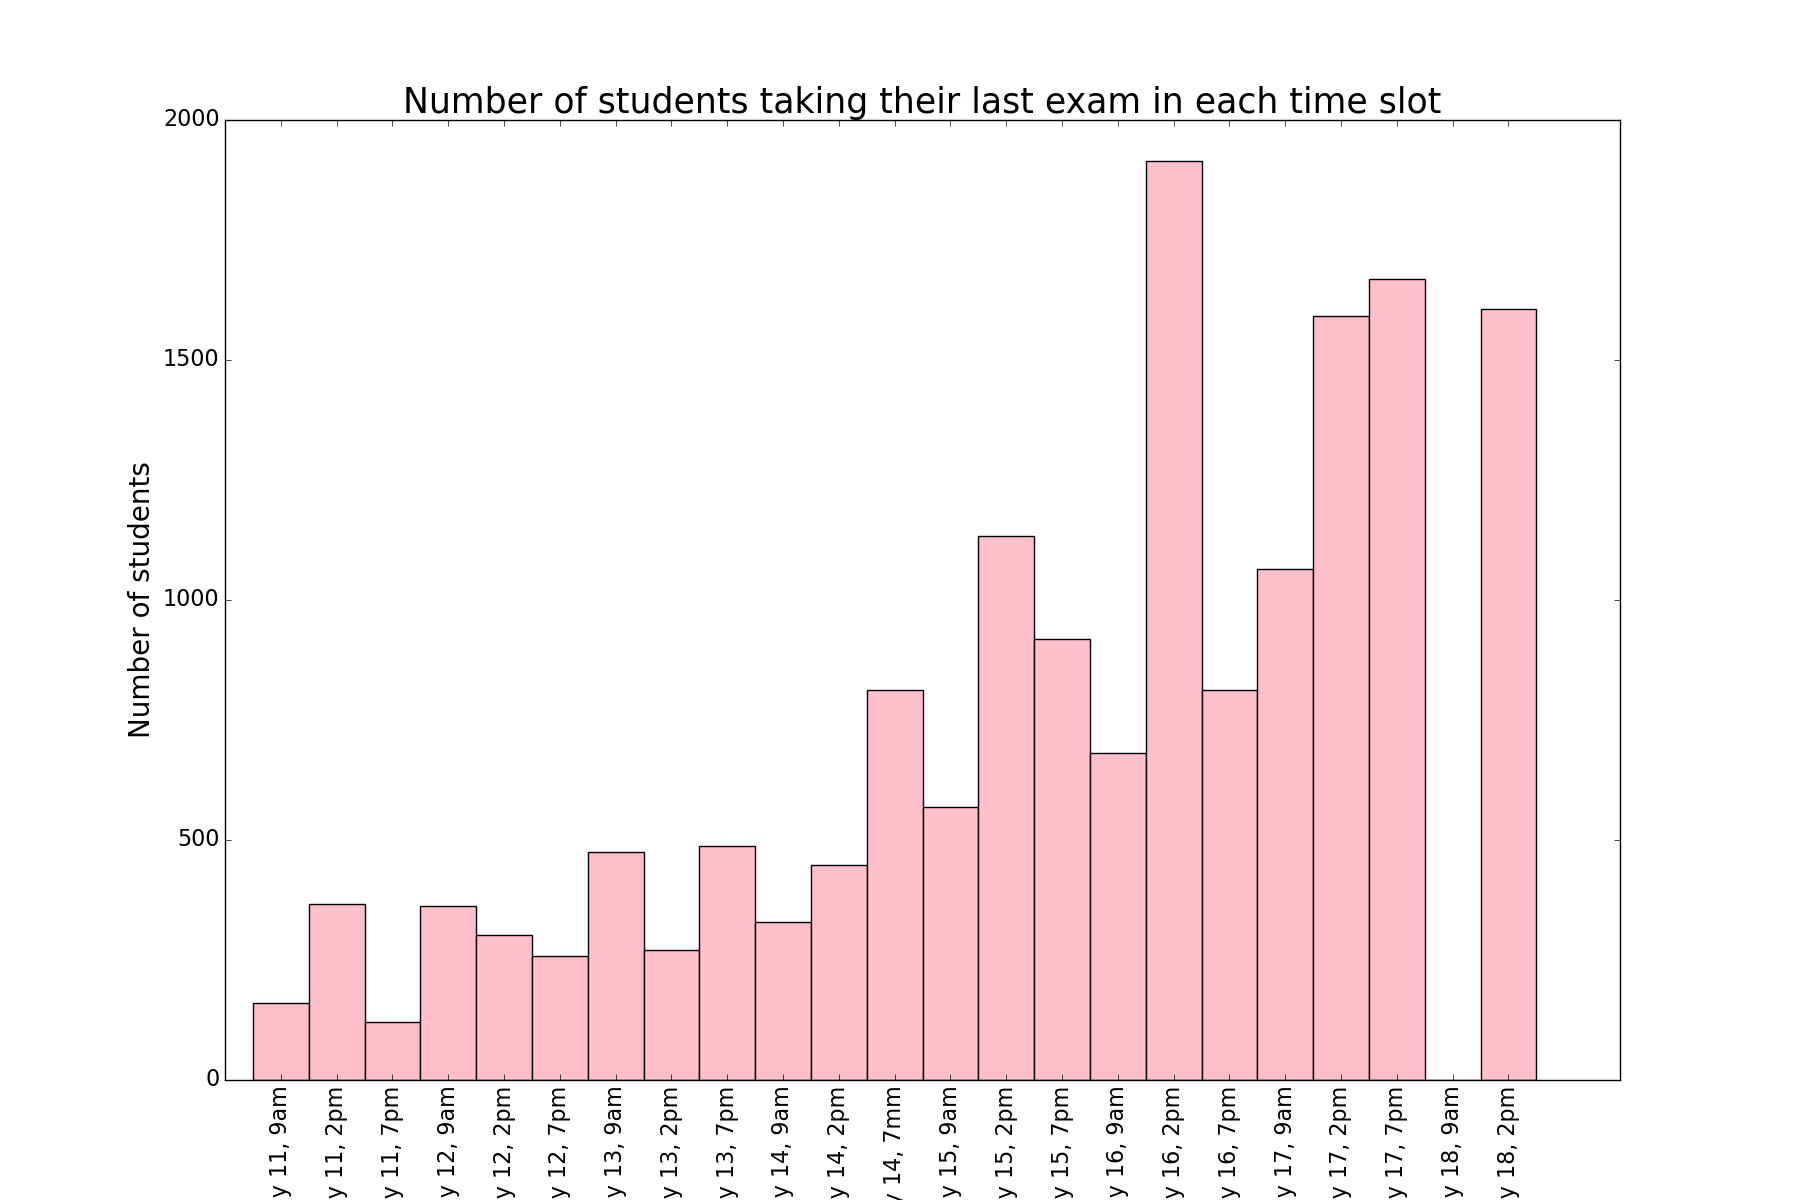 Number of students taking their last exam in each time slot
2000
1500
1000
500
0
Number of students
y 11, 9am
y 11, 2pm
y 11, 7pm
y 12, 9am
y 12, 2pm
y 12, 7pm
y 13, 9am
y 13, 2pm
y 13, 7pm
y 14, 9am
y 14, 2pm
y 14, 7mm
y 15, 9am
y 15, 2pm
y 15, 7pm
y 16, 9am
y 16, 2pm
y 16, 7pm
y 17, 9am
y 17, 2pm
y 17, 7pm
y 18, 9am
y 18, 2pm